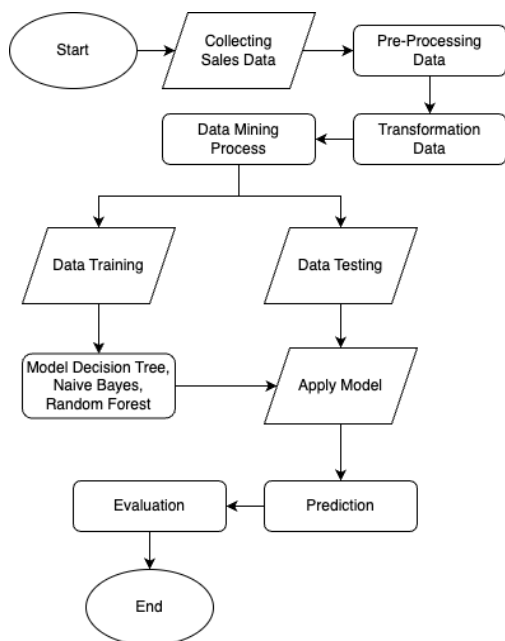 Start
Collecting
Sales Data
Pre-Processing
Data
Data Mining
Process
Transformation
Data
Data Training
Data Testing
Model Decision Tree,
Naive Bayes,
Random Forest
Apply Model
Evaluation
Prediction
End